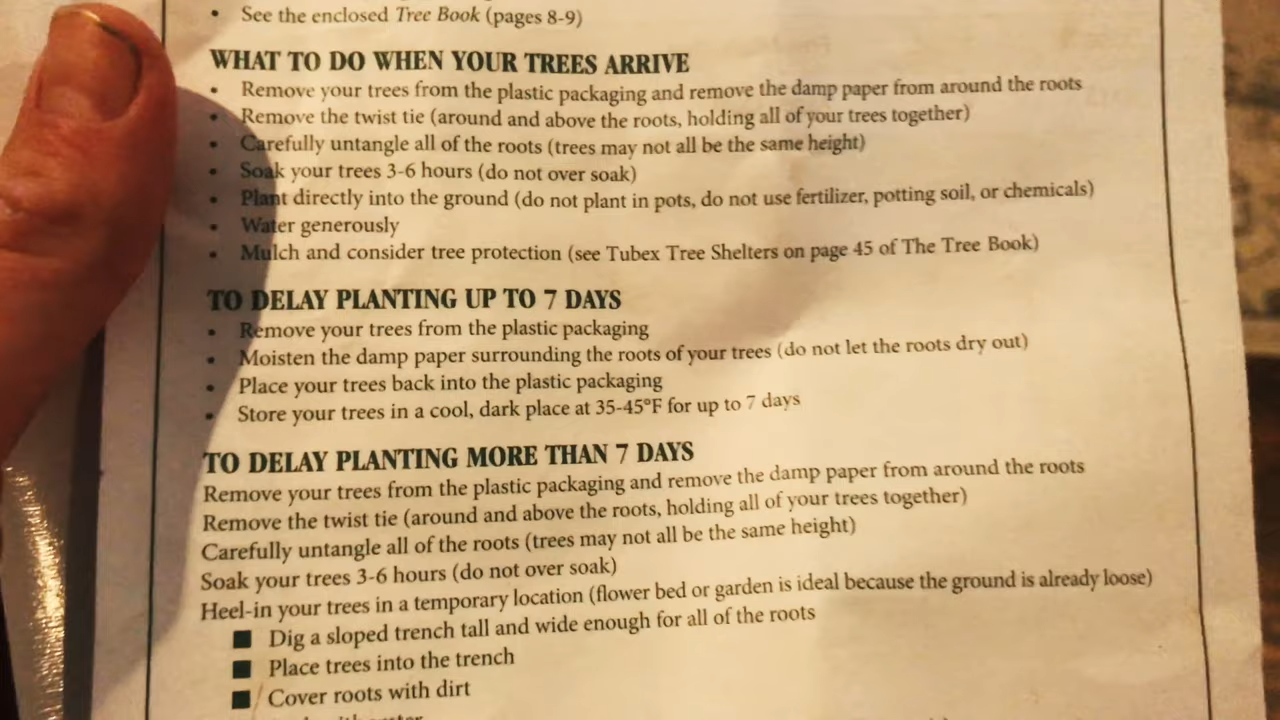 • See the enclosed Tree Book (pages 8-9)
WHAT TO DO WHEN YOUR TREES ARRIVE
• Remove your trees from the plastic packaging and remove the damp paper from around the roots
• Remove the twist tie (around and above the roots, holding all of your trees together)
• Carefully untangle all of the roots (trees may not all be the same height)
• Soak your trees 3-6 hours (do not over soak)
• Plant directly into the ground (do not plant in pots, do not use fertilizer, potting soil, or chemicals)
• Water generously
• Mulch and consider tree protection (see Tubex Tree Shelters on page 45 of The Tree Book)
TO DELAY PLANTING UP TO 7 DAYS
• Remove your trees from the plastic packaging
• Moisten the damp paper surrounding the roots of your trees (do not let the roots dry out)
• Place your trees back into the plastic packaging
• Store your trees in a cool, dark place at 35-45°F for up to 7 days
TO DELAY PLANTING MORE THAN 7 DAYS
Remove your trees from the plastic packaging and remove the damp paper from around the roots
Remove the twist tie (around and above the roots, holding all of your trees together)
Carefully untangle all of the roots (trees may not all be the same height)
Soak your trees 3-6 hours (do not over soak)
Heel-in your trees in a temporary location (flower bed or garden is ideal because the ground is already loose)
■ Dig a sloped trench tall and wide enough for all of the roots
■ Place trees into the trench
■ Cover roots with dirt